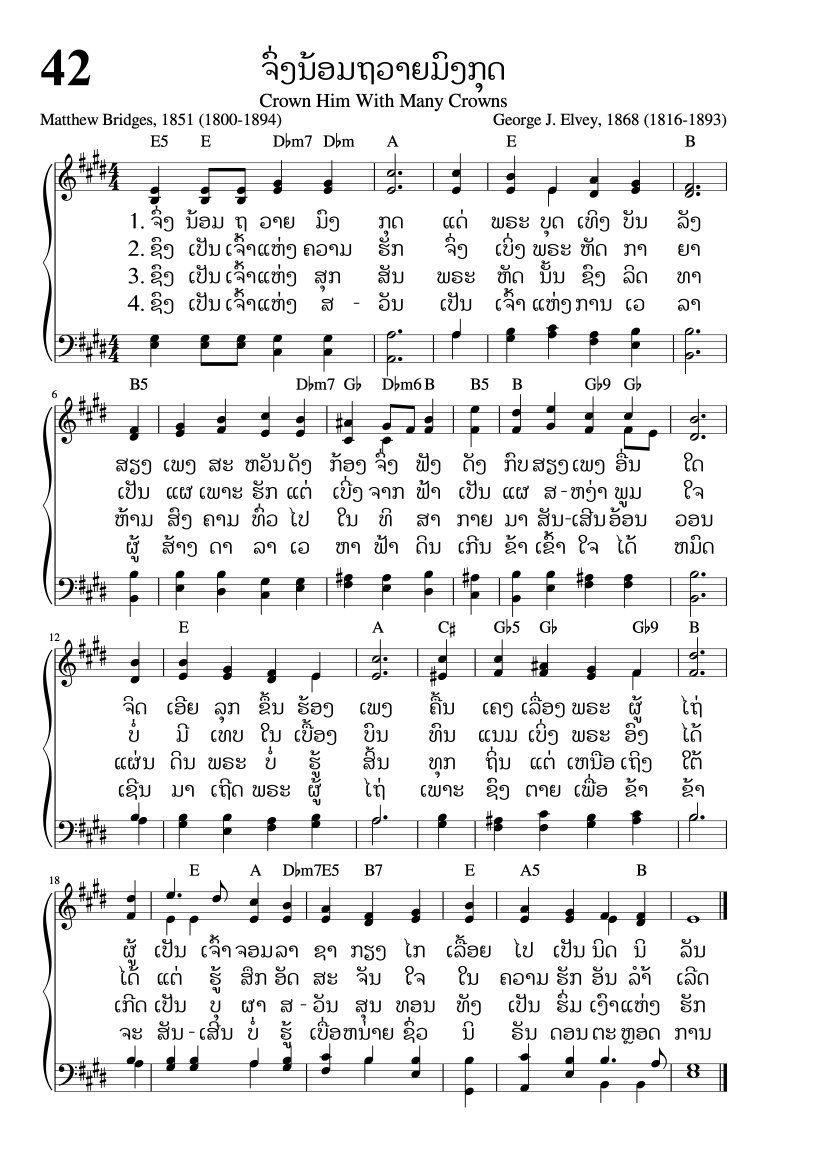 42
ຈົ່ງນ້ອມຖວາຍມົງກຸດ
Crown Him With Many Crowns
Matthew Bridges, 1851 (1800-1894)
George J. Elvey, 1868 (1816-1893)
E5 E D♭m7 D♭m A E B
1. ຈົ່ງ ນ້ອມ ຖ ວາຍ ມົງ ກຸດ ແດ່ ພຣະ ບຸດ ເທິງ ບັນ ລັງ
2. ຊົງ ເປັນ ເຈົ້າແຫ່ງ ຄວາມ ຮັກ ຈົ່ງ ເບິ່ງ ພຣະ ຫັດ ກາ ຍາ
3. ຊົງ ເປັນ ເຈົ້າແຫ່ງ ສຸກ ສັນ ພຣະ ຫັດ ນັ້ນ ຊົງ ລິດ ທາ
4. ຊົງ ເປັນ ເຈົ້າແຫ່ງ ສ - ວັນ ເປັນ ເຈົ້າ ແຫ່ງການ ເວ ລາ
6
B5 D♭m7 G♭ D♭m6 B B5 B G♭9 G♭
ສຽງ ເພງ ສະ ຫວັນດັງ ກ້ອງ ຈົ່ງ ຟັງ ດັງ ກົບ ສຽງເພງ ອື່ນ ໃດ
ເປັນ ແຜ ເພາະ ຮັກ ແຕ່ ເບື່ງ ຈາກ ຟ້າ ເປັນ ແຜ ສ-ຫງ່າ ພູມ ໃຈ
ຫ້າມ ສົງ ຄາມ ທົ່ວ ໄປ ໃນ ທິ ສາ ກາຍ ມາ ສັນ-ເສີນອ້ອນ ວອນ
ຜູ້ ສ້າງ ດາ ລາ ເວ ຫາ ຟ້າ ດິນ ເກີນ ຂ້າ ເຂົ້າ ໃຈ ໄດ້ ຫມົດ
12
E A C♯ G♭5 G♭ G♭9 B
ຈິດ ເອີຍ ລຸກ ຂຶ້ນ ຮ້ອງ ເພງ ຄື້ນ ເຄງ ເລື່ອງ ພຣະ ຜູ້ ໄຖ່
ບໍ່ ມີ ເທບ ໃນ ເບື້ອງ ບົນ ທົນ ແນມ ເບິ່ງ ພຣະ ອົງ ໄດ້
ແຜ່ນ ດິນ ພຣະ ບໍ່ ຮູ້ ສິ້ນ ທຸກ ຖິ່ນ ແຕ່ ເຫນືອ ເຖິງ ໃຕ້
ເຊີນ ມາ ເຖີດ ພຣະ ຜູ້ ໄຖ່ ເພາະ ຊົງ ຕາຍ ເພື່ອ ຂ້າ ຂ້າ
18
E A D♭m7 E5 B7 E A5 B
ຜູ້ ເປັນ ເຈົ້າ ຈອມລາ ຊາ ກຽງ ໄກ ເລື້ອຍ ໄປ ເປັນ ນິດ ນິ ລັນ
ໄດ້ ແຕ່ ຮູ້ ສຶກ ອັດ ສະ ຈັນ ໃຈ ໃນ ຄວາມ ຮັກ ອັນ ລ້ຳ ເລີດ
ເກີດ ເປັນ ບຸ ຜາ ສ - ວັນ ສຸນ ທອນ ທັງ ເປັນ ຮົ່ມ ເງົາແຫ່ງ ຮັກ
ຈະ ສັນ - ເສີນ ບໍ່ ຮູ້ ເບື່ອຫນ່າຍ ຊົ່ວ ນິ ຣັນ ດອນ ຕະ ຫຼອດ ການ